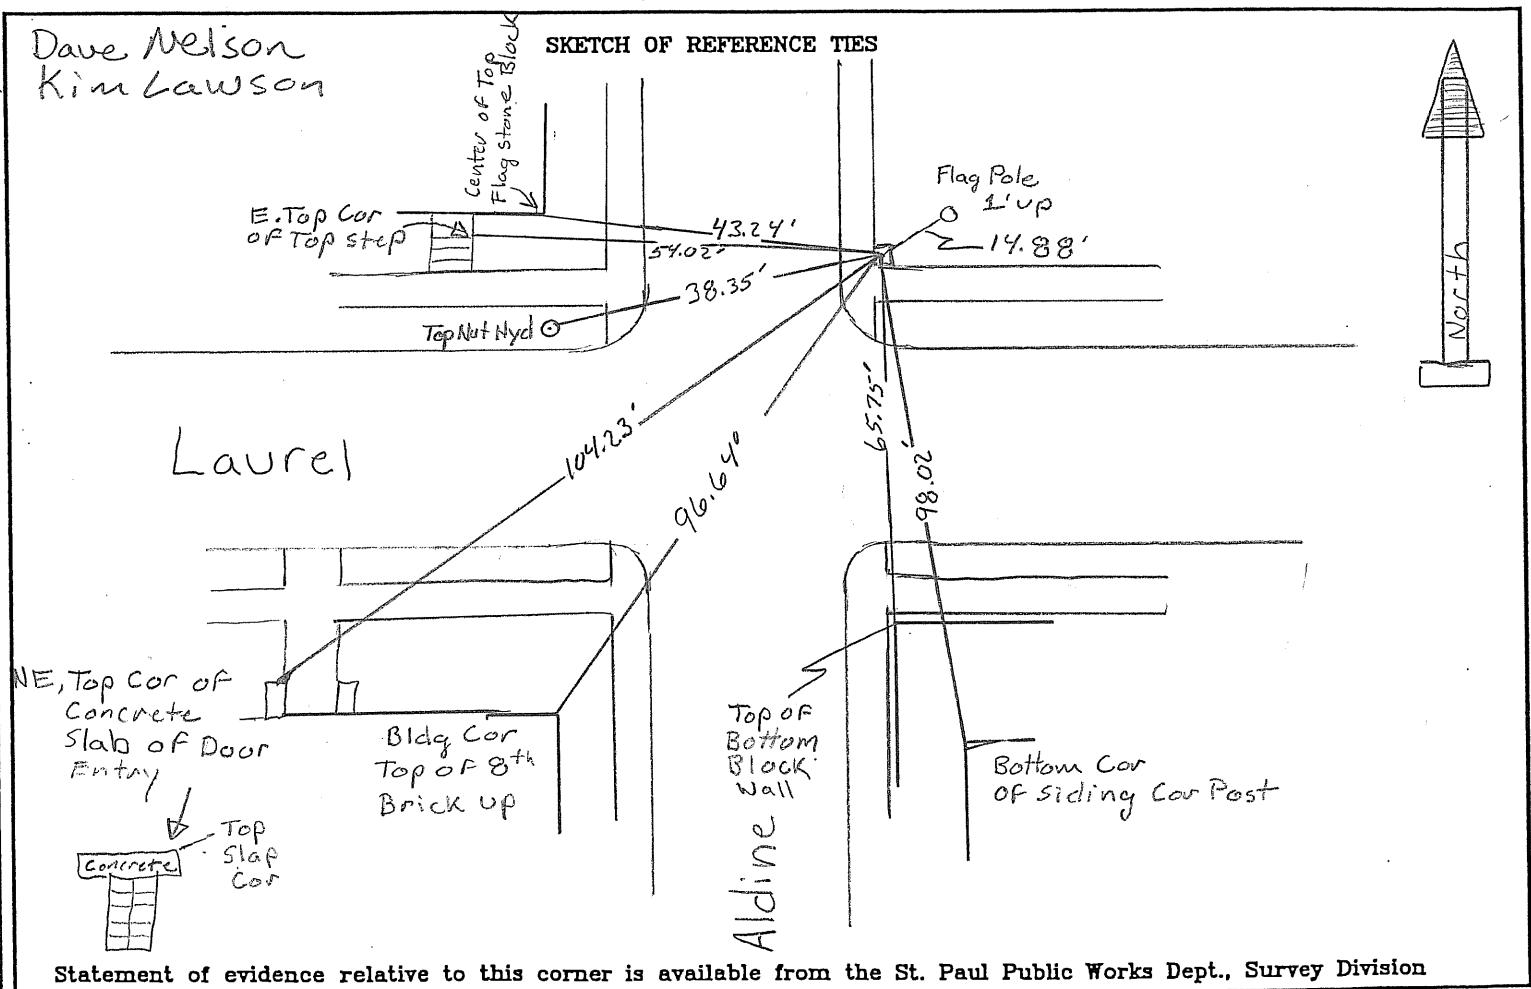 Dave Nelson
Kim Lawson
SKETCH OF REFERENCE TIES
Center of Top
Flag stone Block
E. Top Cor
of Top step
43.24'
54.02'
38.35'
Flag Pole
1' up
14.88'
North
Top Nut Hyd
Laurel
104.23'
96.64'
65.75'
98.02'
NE, Top Cor of
Concrete
Slab of Door
Entry
Bldg Cor
Top of 8th
Brick up
Top of
Bottom
Block
Wall
Bottom Cor
of Siding Cor Post
Top
Slap
Cor
Concrete
Aldine
Statement of evidence relative to this corner is available from the St. Paul Public Works Dept., Survey Division